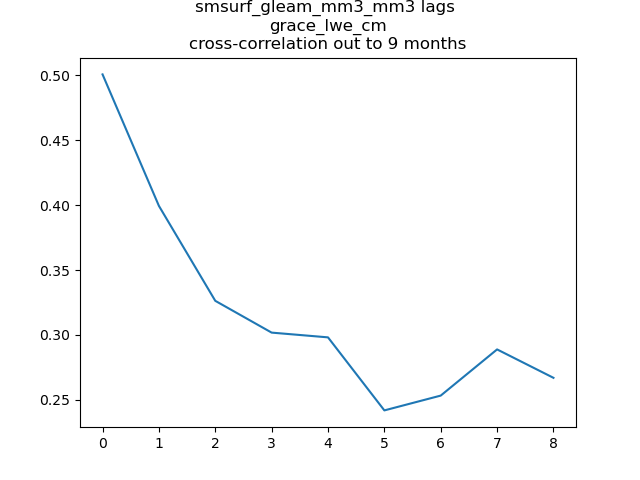 smsurf_gleam_mm3_mm3 lags
grace_lwe_cm
cross-correlation out to 9 months
0.50
0.45
0.40
0.35
0.30
0.25
0 1 2 3 4 5 6 7 8